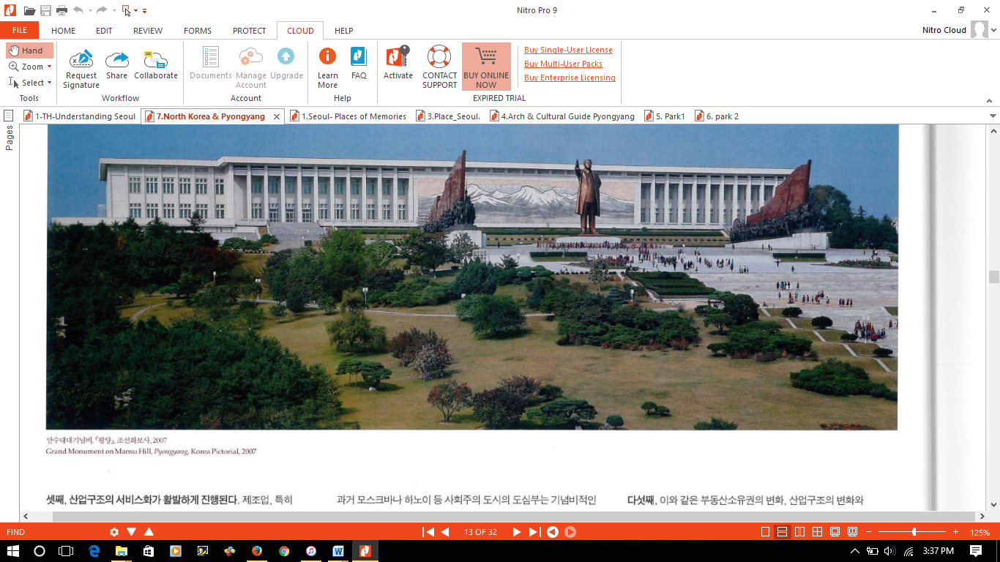 Nitro Pro 9
FILE HOME EDIT REVIEW FORMS PROTECT CLOUD HELP
Nitro Cloud
Hand
Zoom
Select
Tools
Request Signature
Share
Collaborate
Workflow
Documents
Manage Account
Upgrade
Account
Learn More
FAQ
Help
Activate
CONTACT SUPPORT
BUY ONLINE NOW
Buy Single-User License
Buy Multi-User Packs
Buy Enterprise Licensing
EXPIRED TRIAL
1-TH-Understanding Seoul
7.North Korea & Pyongyang
1.Seoul- Places of Memories
3.Place_Seoul.
4.Arch & Cultural Guide Pyongyang
5. Park1
6. park 2
Pages
만수대대기념비, 『평양』, 조선화보사, 2007
Grand Monument on Mansu Hill, Pyongyang, Korea Pictorial, 2007
셋째, 산업구조의 서비스화가 활발하게 진행된다. 제조업, 특히
과거 모스크바나 하노이 등 사회주의 도시의 도심부는 기념비적인
다섯째, 이와 같은 부동산소유권의 변화, 산업구조의 변화와
FIND
13 OF 32
125%
3:37 PM